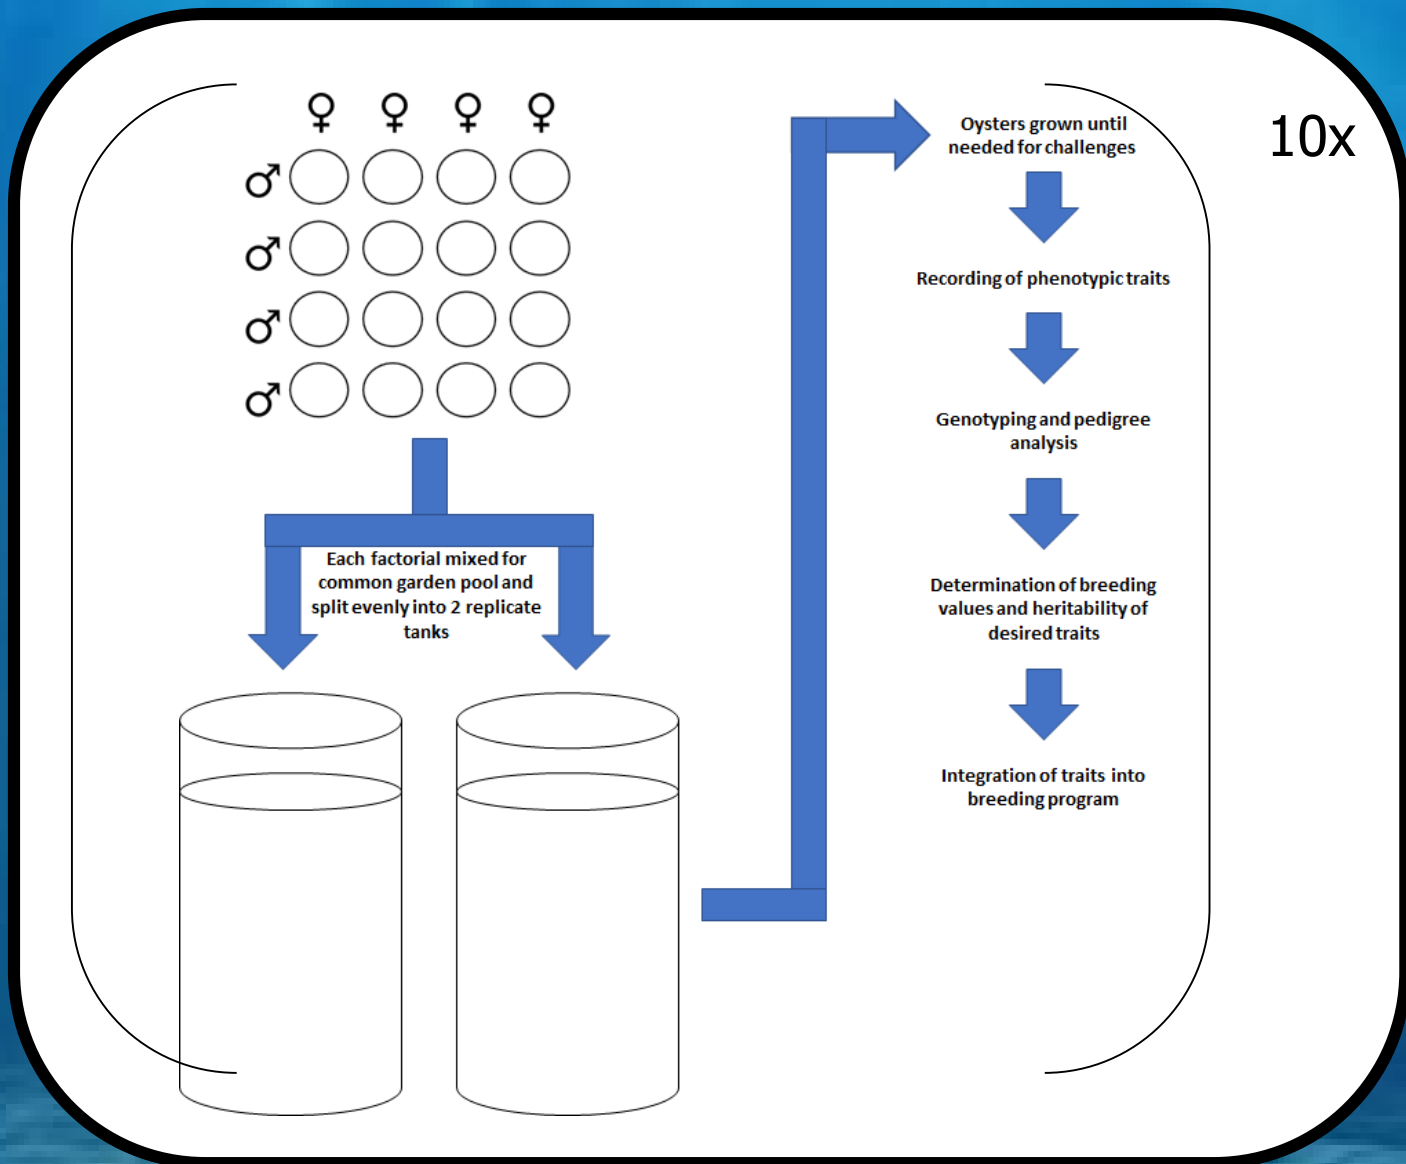 ♀ ♀ ♀ ♀
♂
♂
♂
♂
Each factorial mixed for
common garden pool and
split evenly into 2 replicate
tanks
Oysters grown until
needed for challenges
Recording of phenotypic traits
Genotyping and pedigree
analysis
Determination of breeding
values and heritability of
desired traits
Integration of traits into
breeding program
10x